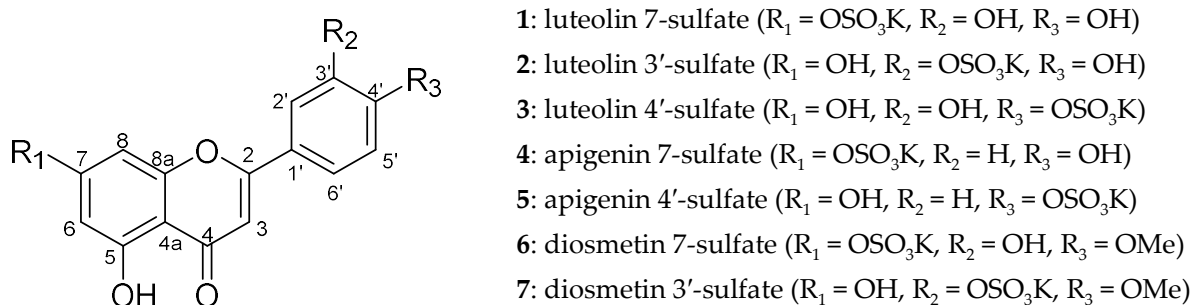 1: luteolin 7-sulfate (R₁ = OSO₃K, R₂ = OH, R₃ = OH)
2: luteolin 3′-sulfate (R₁ = OH, R₂ = OSO₃K, R₃ = OH)
3: luteolin 4′-sulfate (R₁ = OH, R₂ = OH, R₃ = OSO₃K)
4: apigenin 7-sulfate (R₁ = OSO₃K, R₂ = H, R₃ = OH)
5: apigenin 4′-sulfate (R₁ = OH, R₂ = H, R₃ = OSO₃K)
6: diosmetin 7-sulfate (R₁ = OSO₃K, R₂ = OH, R₃ = OMe)
7: diosmetin 3′-sulfate (R₁ = OH, R₂ = OSO₃K, R₃ = OMe)
R₂
3'
R₃
4'
2'
R₁
7
8
8a
O
2
1'
5'
6'
6
5
4a
4
3
OH
O